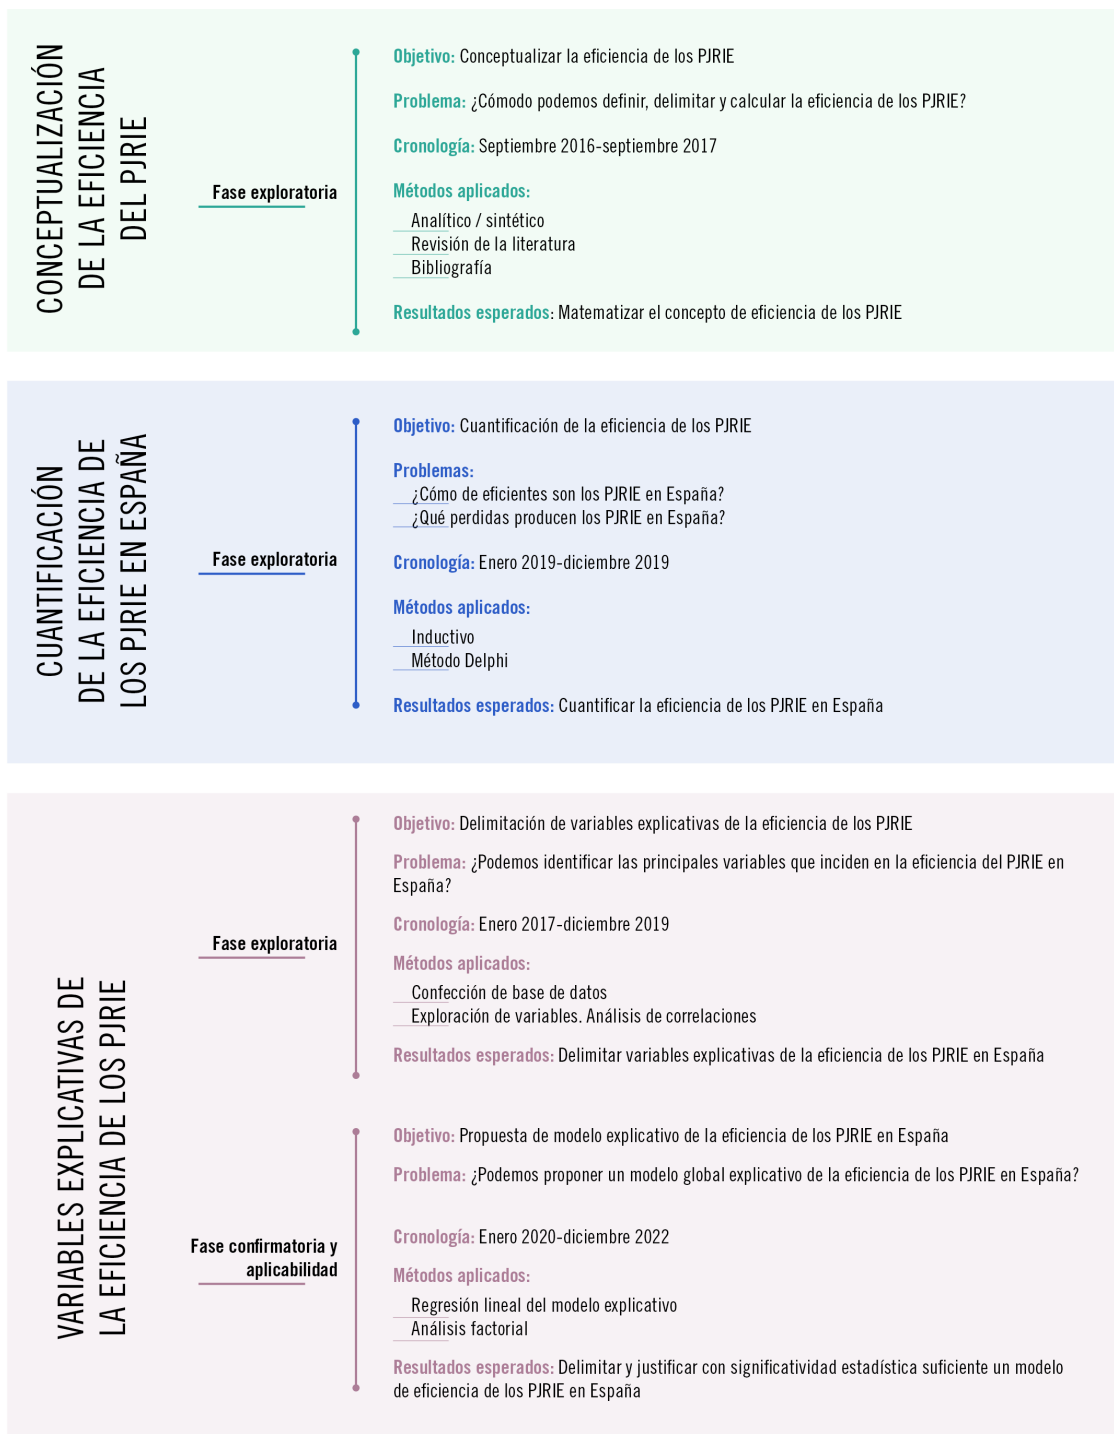 CONCEPTUALIZACIÓN
DE LA EFICIENCIA
DEL PJRIE
Fase exploratoria
Objetivo: Conceptualizar la eficiencia de los PJRIE
Problema: ¿Cómodo podemos definir, delimitar y calcular la eficiencia de los PJRIE?
Cronología: Septiembre 2016-septiembre 2017
Métodos aplicados:
Analítico / sintético
Revisión de la literatura
Bibliografía
Resultados esperados: Matematizar el concepto de eficiencia de los PJRIE
CUANTIFICACIÓN
DE LA EFICIENCIA DE
LOS PJRIE EN ESPAÑA
Fase exploratoria
Objetivo: Cuantificación de la eficiencia de los PJRIE
Problemas:
¿Cómo de eficientes son los PJRIE en España?
¿Qué perdidas producen los PJRIE en España?
Cronología: Enero 2019-diciembre 2019
Métodos aplicados:
Inductivo
Método Delphi
Resultados esperados: Cuantificar la eficiencia de los PJRIE en España
VARIABLES EXPLICATIVAS DE
LA EFICIENCIA DE LOS PJRIE
Fase exploratoria
Objetivo: Delimitación de variables explicativas de la eficiencia de los PJRIE
Problema: ¿Podemos identificar las principales variables que inciden en la eficiencia del PJRIE en
España?
Cronología: Enero 2017-diciembre 2019
Métodos aplicados:
Confección de base de datos
Exploración de variables. Análisis de correlaciones
Resultados esperados: Delimitar variables explicativas de la eficiencia de los PJRIE en España
Fase confirmatoria y
aplicabilidad
Objetivo: Propuesta de modelo explicativo de la eficiencia de los PJRIE en España
Problema: ¿Podemos proponer un modelo global explicativo de la eficiencia de los PJRIE en España?
Cronología: Enero 2020-diciembre 2022
Métodos aplicados:
Regresión lineal del modelo explicativo
Análisis factorial
Resultados esperados: Delimitar y justificar con significatividad estadística suficiente un modelo
de eficiencia de los PJRIE en España